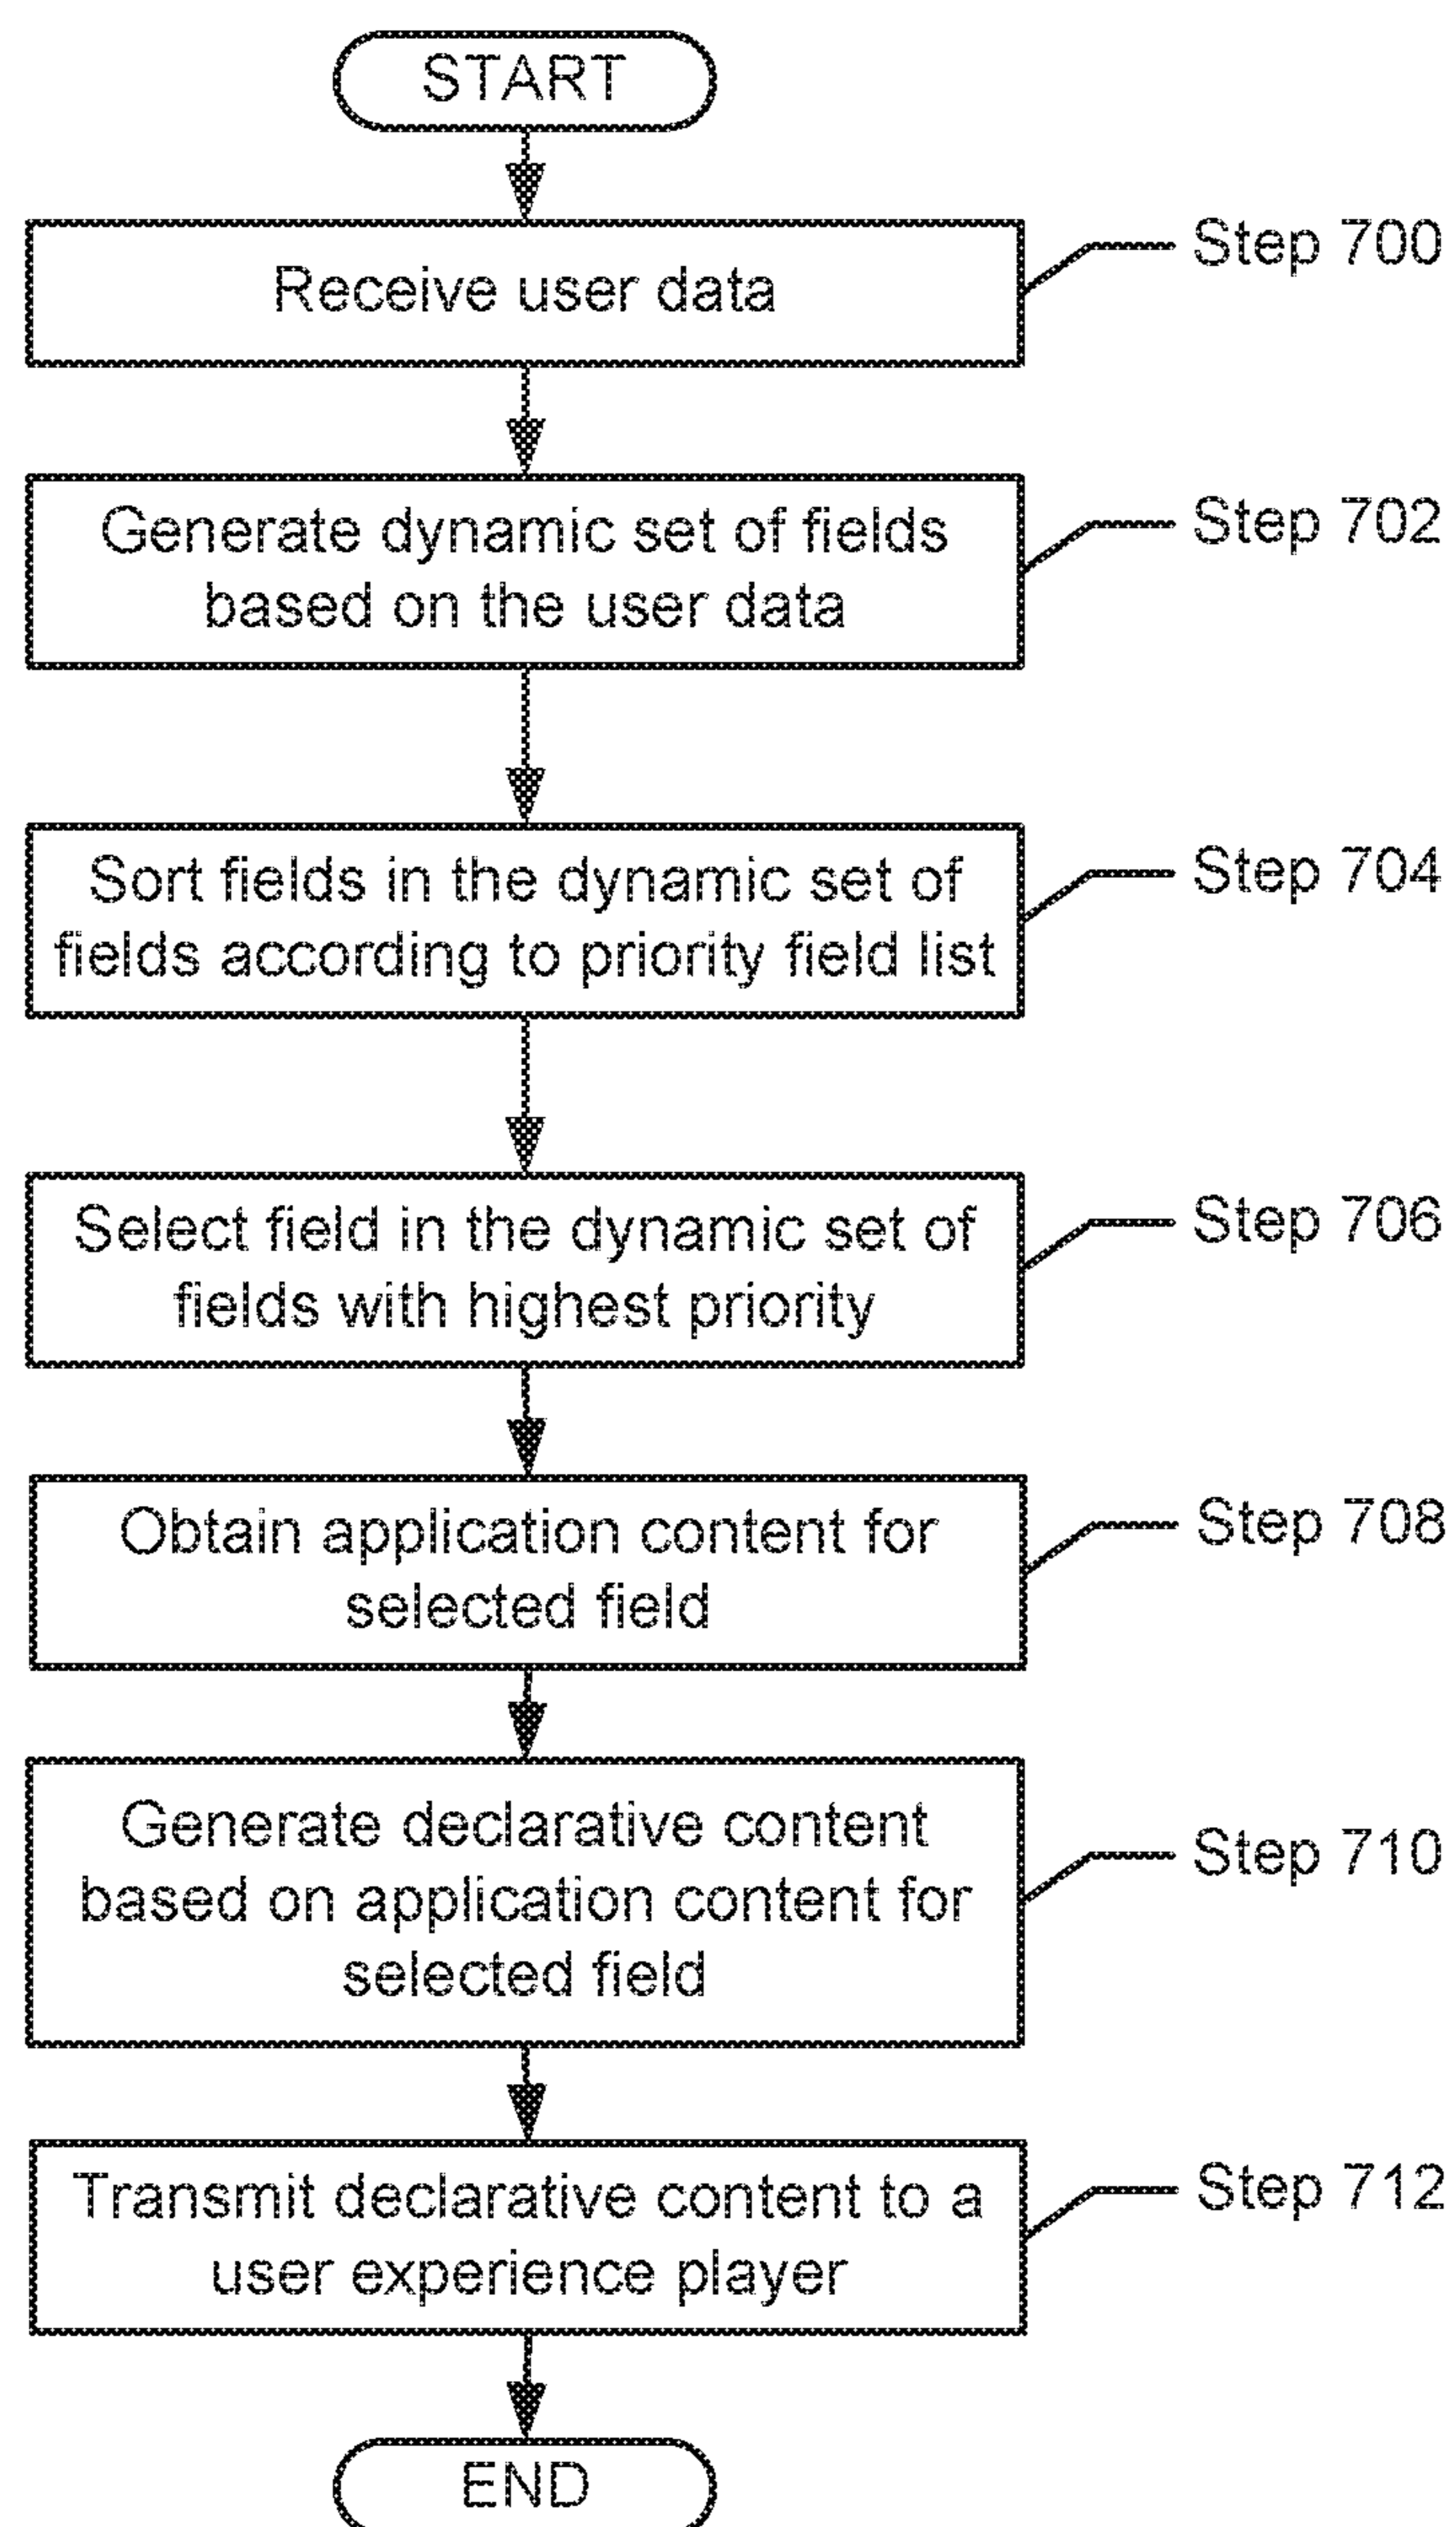 START
Receive user data
Step 700
Generate dynamic set of fields
based on the user data
Step 702
Sort fields in the dynamic set of
fields according to priority field list
Step 704
Select field in the dynamic set of
fields with highest priority
Step 706
Obtain application content for
selected field
Step 708
Generate declarative content
based on application content for
selected field
Step 710
Transmit declarative content to a
user experience player
Step 712
END